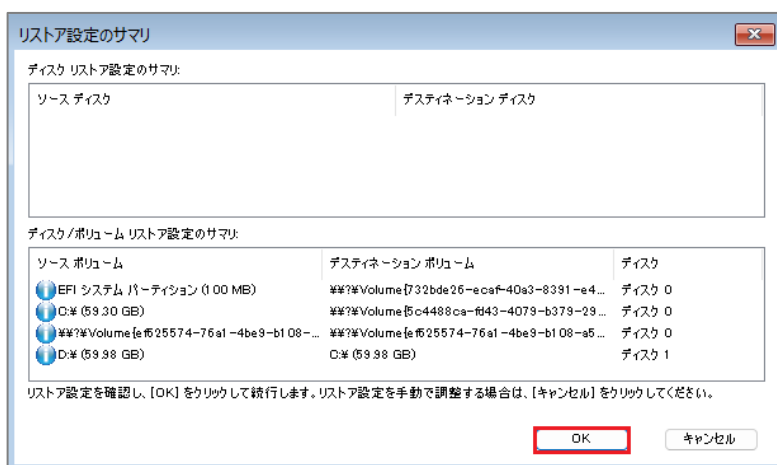 リストア設定のサマリ
ディスク リストア設定のサマリ:
ソース ディスク デスティネーション ディスク
ディスク/ボリューム リストア設定のサマリ:
ソース ボリューム デスティネーション ボリューム ディスク
EFI システム パーティション (100 MB) ¥¥?¥Volume{732bde26-ecaf-40a3-8391-e4... ディスク 0
C:¥ (59.30 GB) ¥¥?¥Volume{5c4488ca-fd43-4079-b379-29... ディスク 0
¥¥?¥Volume{ef525574-76a1-4be9-b108-... ¥¥?¥Volume{ef525574-76a1-4be9-b108-a5... ディスク 0
D:¥ (59.98 GB) C:¥ (59.98 GB) ディスク 1
リストア設定を確認し、[OK] をクリックして続行します。リストア設定を手動で調整する場合は、[キャンセル] をクリックしてください。
OK キャンセル